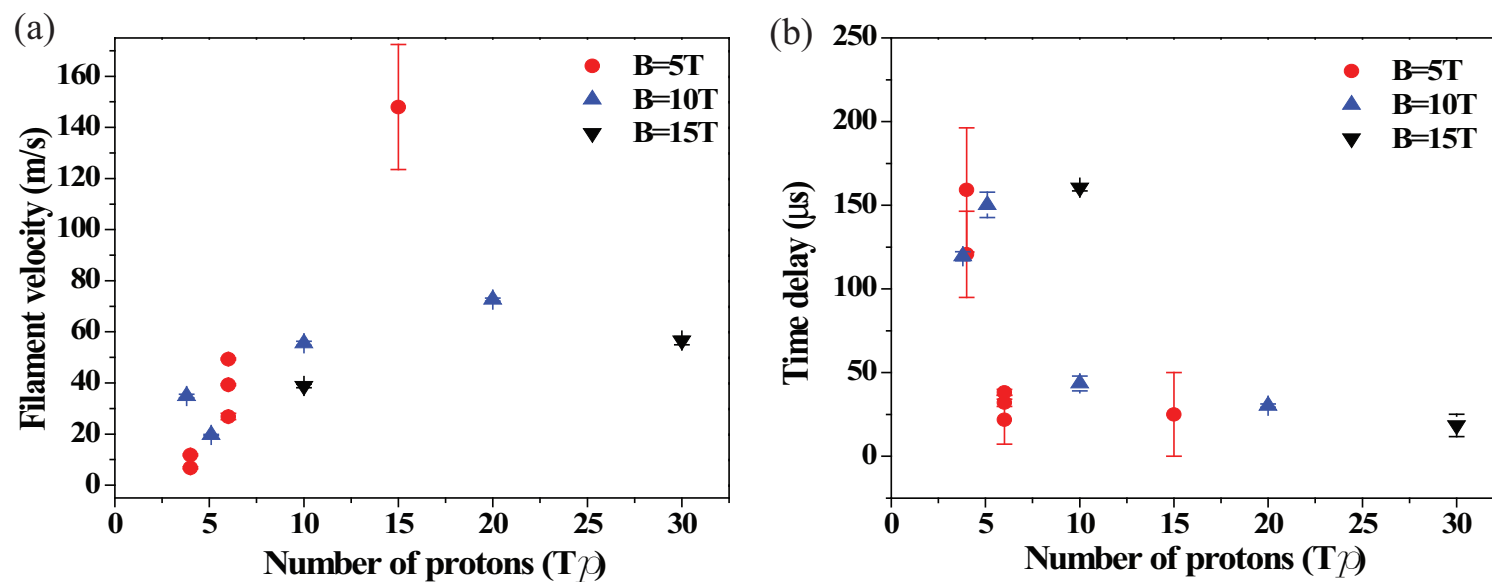 (a)
Filament velocity (m/s)
160
140
120
100
80
60
40
20
0
B=5T
B=10T
B=15T
0 5 10 15 20 25 30
Number of protons (Tp)
(b)
Time delay (μs)
250
200
150
100
50
0
B=5T
B=10T
B=15T
0 5 10 15 20 25 30
Number of protons (Tp)